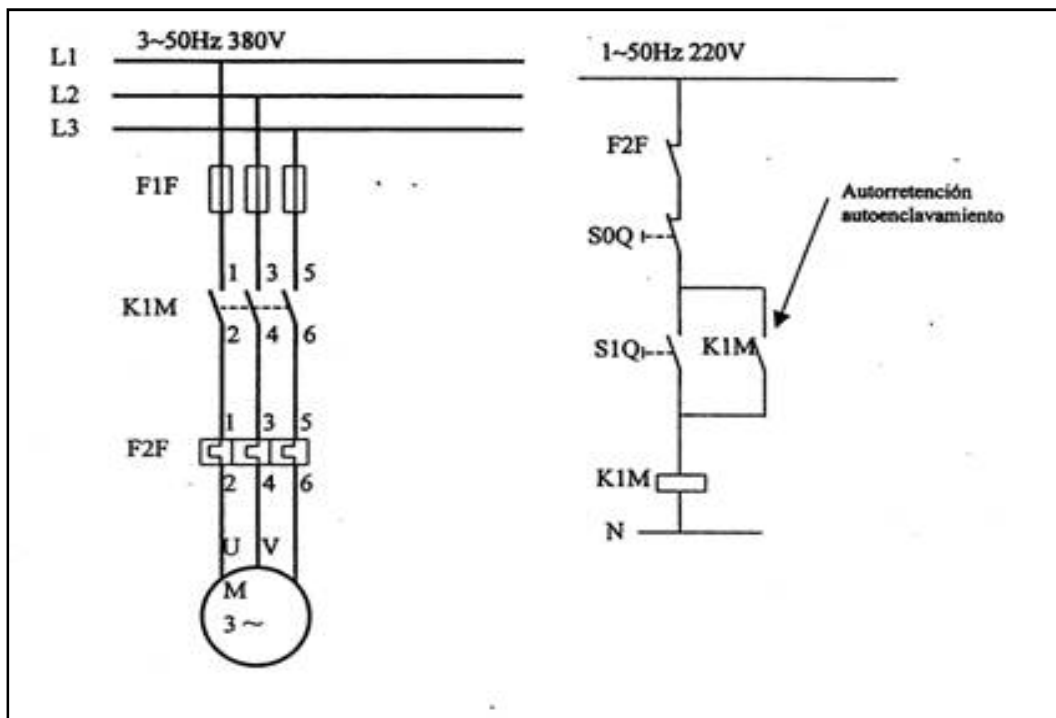 3~50Hz 380V
L1
L2
L3
F1F
1 3 5
K1M
2 4 6
1 3 5
F2F
2 4 6
U V
M
3 ~
1~50Hz 220V
F2F
Autorretención
autoenclavamiento
S0Q
S1Q
K1M
K1M
N